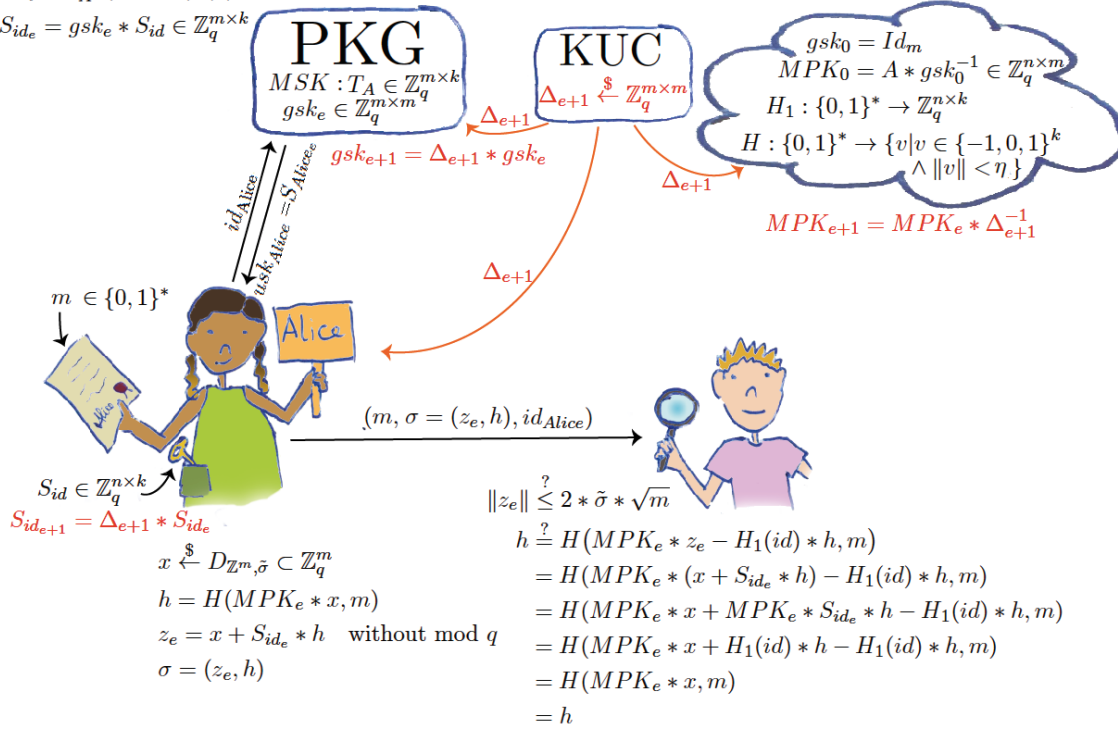 S_{id_e} = gsk_e * S_{id} ∈ ℤ_q^{m×k}
PKG
MSK : T_A ∈ ℤ_q^{m×k}
gsk_e ∈ ℤ_q^{m×m}
KUC
Δ_{e+1} ←$ ℤ_q^{m×m}
gsk_0 = Id_m
MPK_0 = A * gsk_0^{-1} ∈ ℤ_q^{n×m}
H_1 : {0, 1}^* → ℤ_q^{n×k}
H : {0, 1}^* → {v|v ∈ {-1, 0, 1}^k
∧ ‖v‖ < η }
Δ_{e+1}
gsk_{e+1} = Δ_{e+1} * gsk_e
Δ_{e+1}
MPK_{e+1} = MPK_e * Δ_{e+1}^{-1}
id_{Alice}
usk_{Alice} = S_{Alice_e}
Δ_{e+1}
m ∈ {0, 1}^*
Alice
Alice
(m, σ = (z_e, h), id_{Alice})
S_{id} ∈ ℤ_q^{n×k}
S_{id_{e+1}} = Δ_{e+1} * S_{id_e}
x ←$ D_{ℤ^m, σ̃} ⊂ ℤ_q^m
h = H(MPK_e * x, m)
z_e = x + S_{id_e} * h without mod q
σ = (z_e, h)
‖z_e‖ ≤? 2 * σ̃ * √m
h =? H(MPK_e * z_e − H_1(id) * h, m)
= H(MPK_e * (x + S_{id_e} * h) − H_1(id) * h, m)
= H(MPK_e * x + MPK_e * S_{id_e} * h − H_1(id) * h, m)
= H(MPK_e * x + H_1(id) * h − H_1(id) * h, m)
= H(MPK_e * x, m)
= h